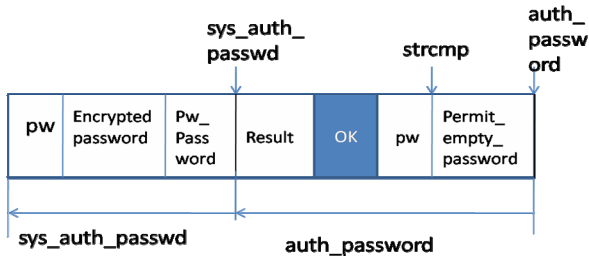 sys_auth_
passwd
strcmp
auth_
passw
ord
pw
Encrypted
password
Pw_
Pass
word
Result
OK
pw
Permit_
empty_
password
sys_auth_passwd
auth_password